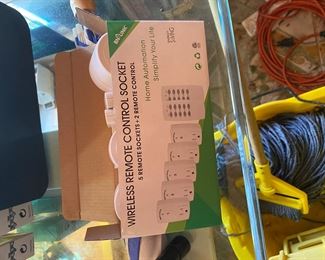 WIRELESS REMOTE CONTROL SOCKET
5 REMOTE SOCKETS + 2 REMOTE CONTROL
Home Automation
Simplify Your Life